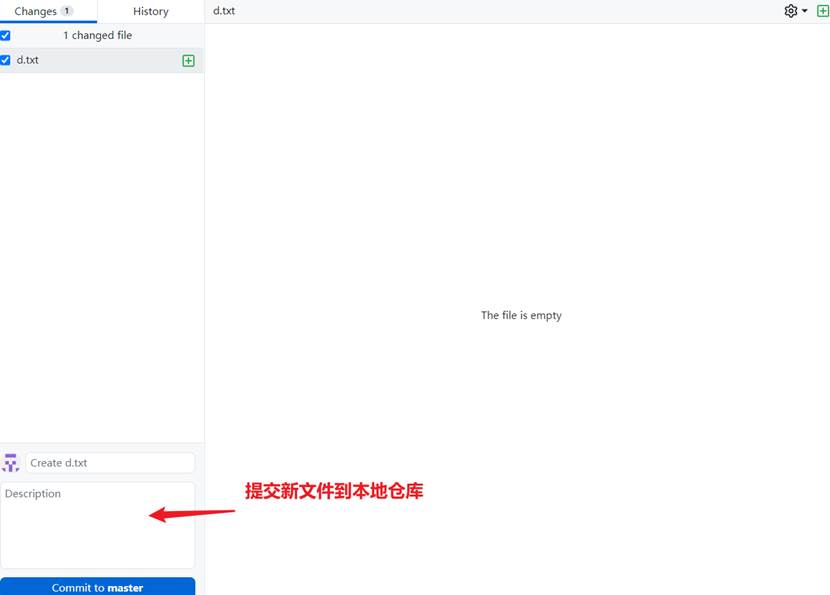 Changes 1
History
d.txt
1 changed file
d.txt
The file is empty
Create d.txt
提交新文件到本地仓库
Description
Commit to master